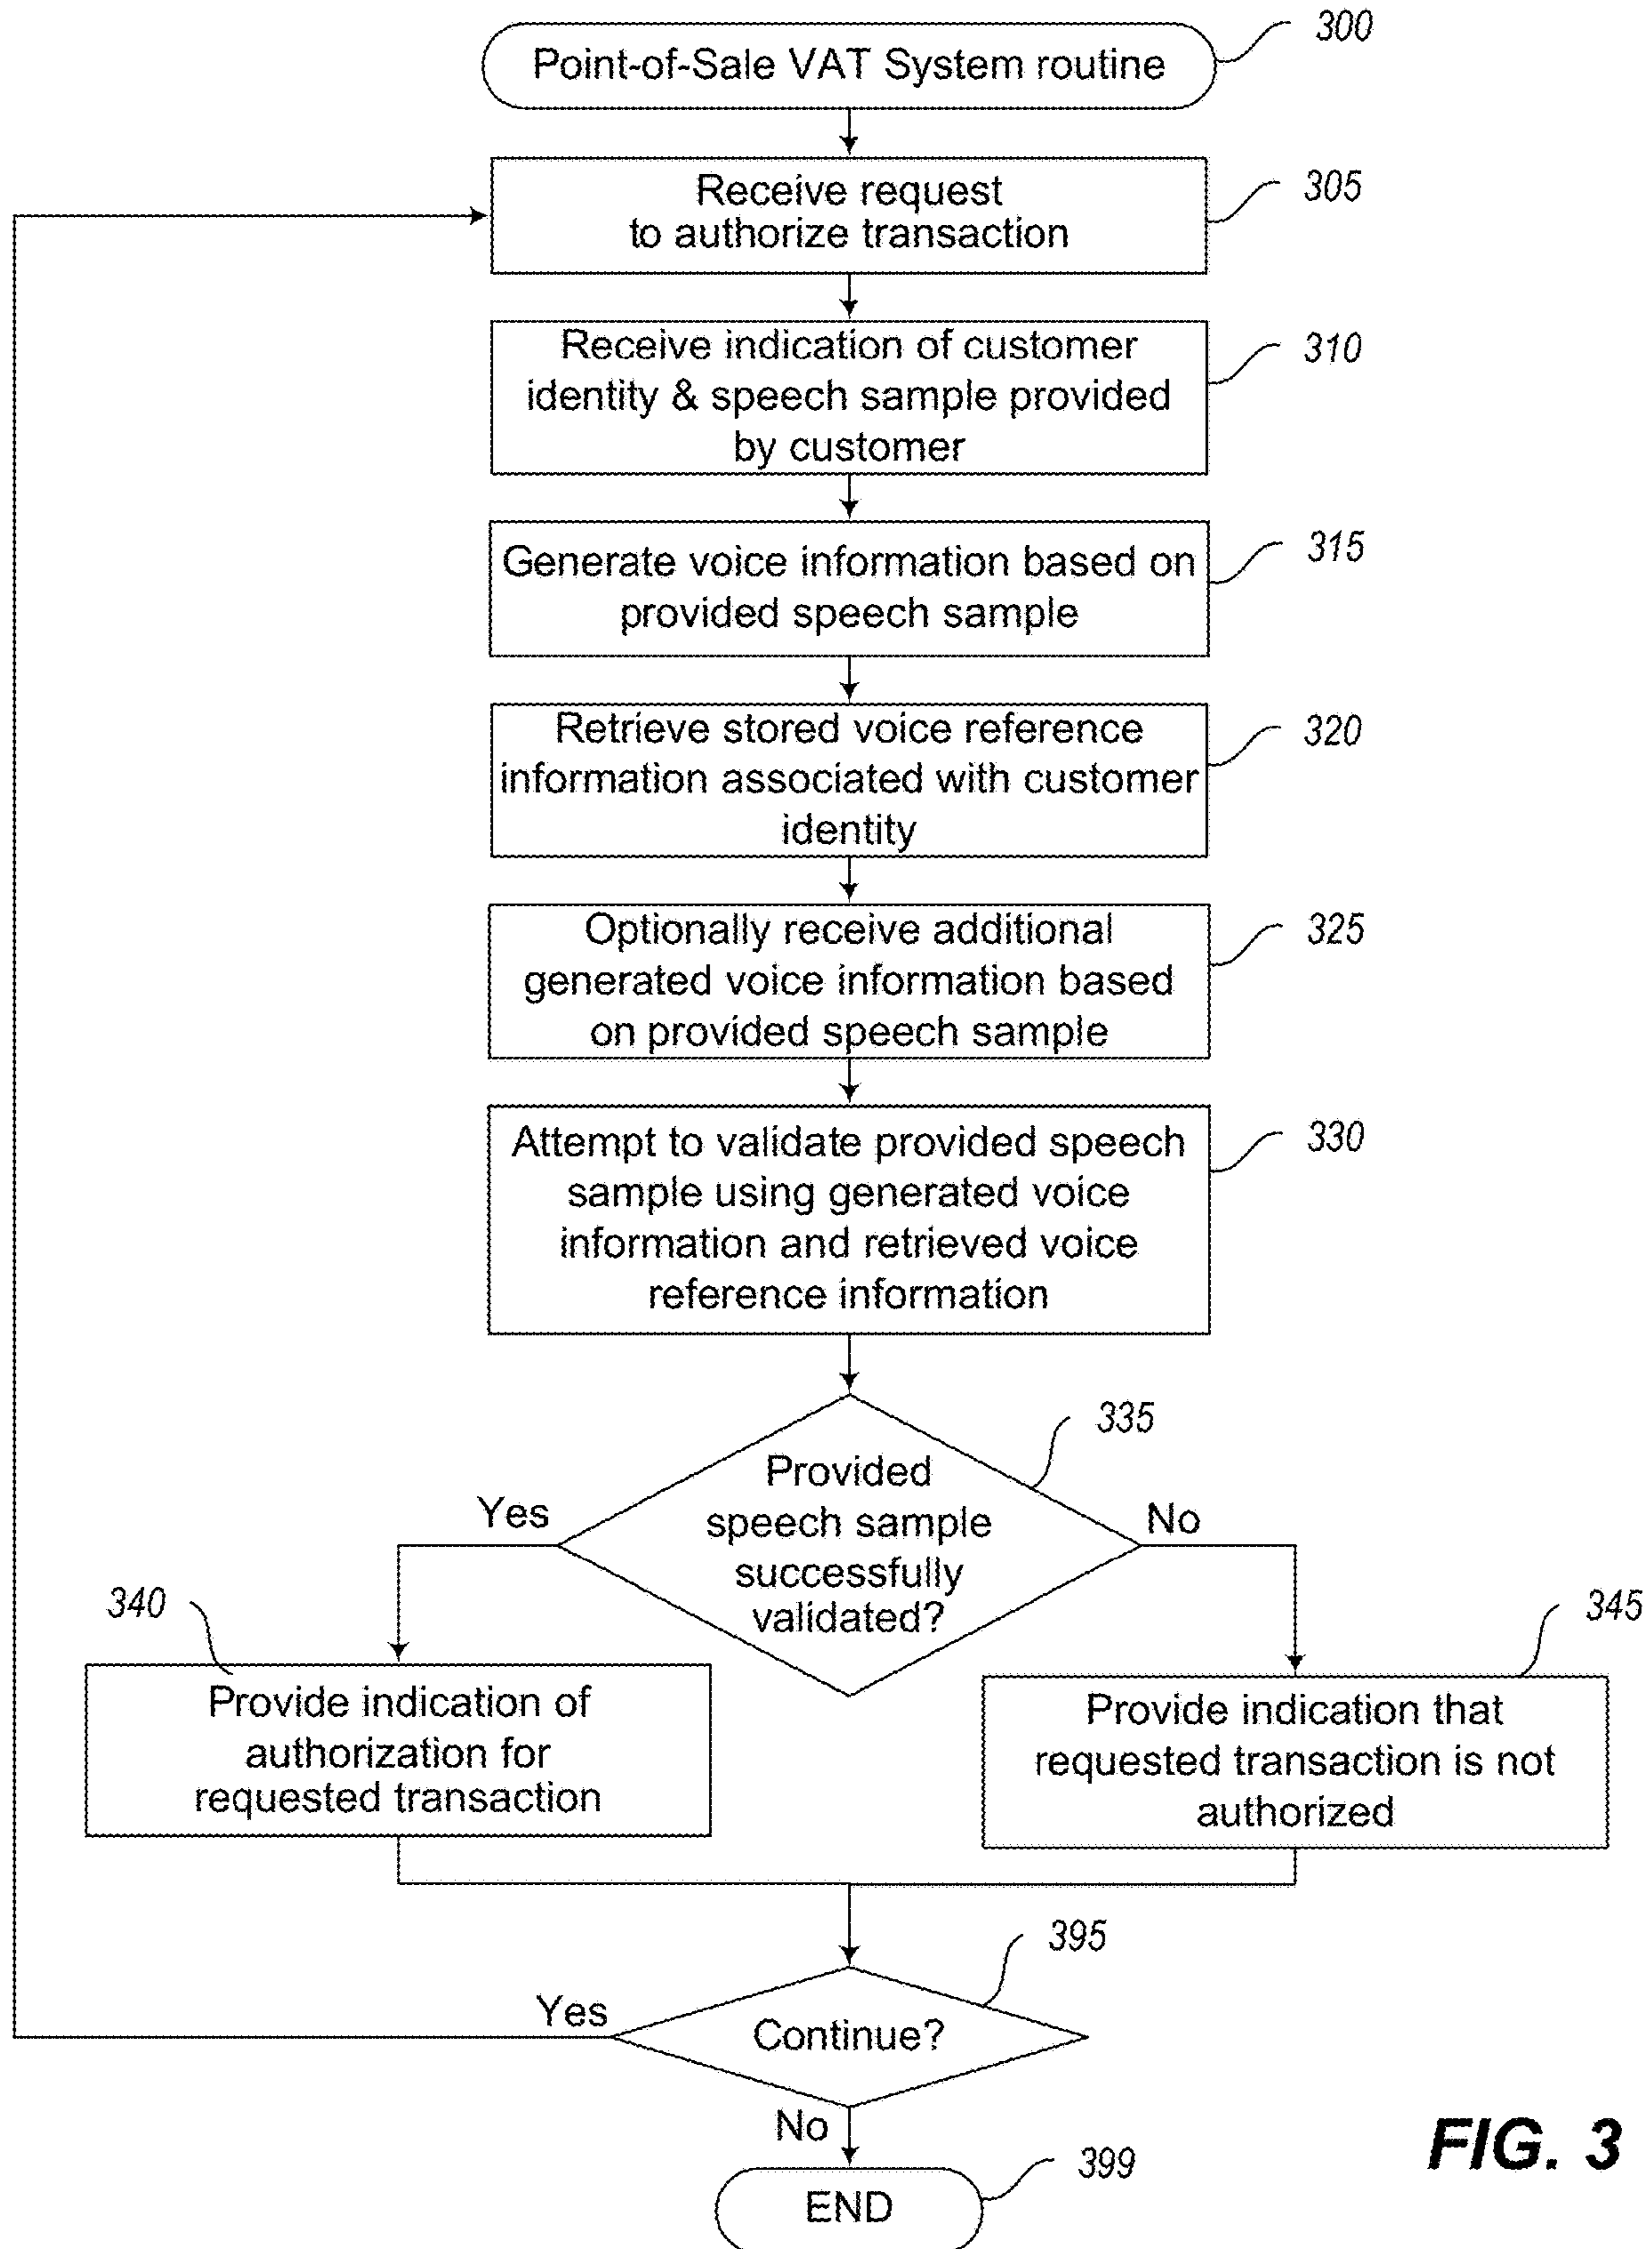 300
Point-of-Sale VAT System routine
305
Receive request
to authorize transaction
310
Receive indication of customer
identity & speech sample provided
by customer
315
Generate voice information based on
provided speech sample
320
Retrieve stored voice reference
information associated with customer
identity
325
Optionally receive additional
generated voice information based
on provided speech sample
330
Attempt to validate provided speech
sample using generated voice
information and retrieved voice
reference information
335
Provided
speech sample
successfully
validated?
Yes
No
340
Provide indication of
authorization for
requested transaction
345
Provide indication that
requested transaction is not
authorized
395
Continue?
Yes
No
399
END
FIG. 3